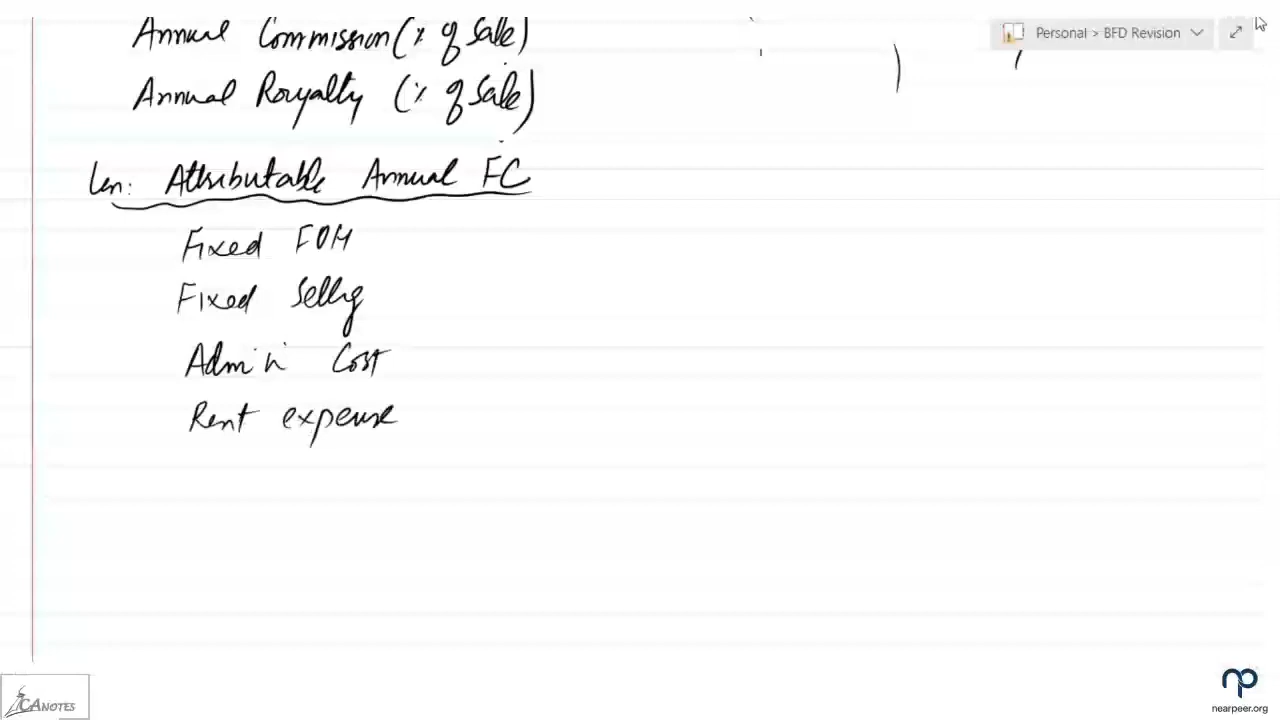 Annual Commission (% of Sale)
Personal > BFD Revision
Annual Royalty (% of Sale)
Less: Attributable Annual FC
Fixed FOH
Fixed Selling
Admin Cost
Rent expense
CANOTES
nearpeer.org